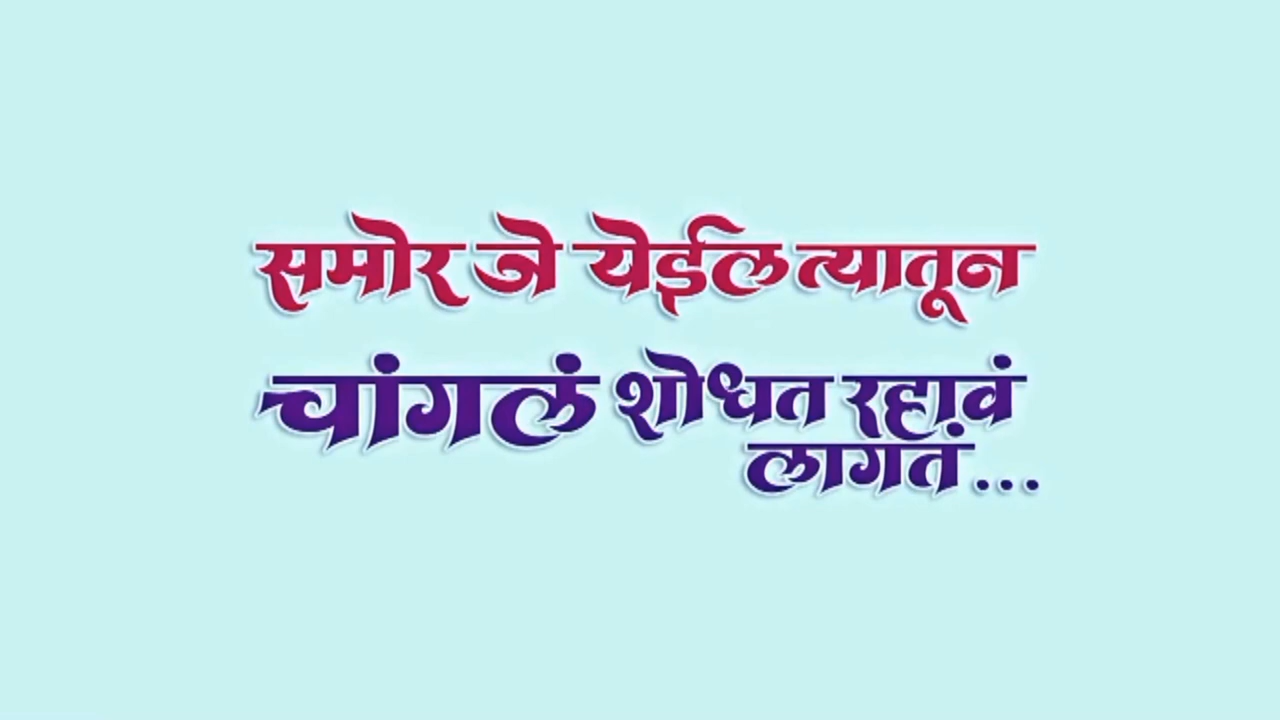 समोर जे येईल त्यातून
चांगलं शोधत रहावं
लागतं...